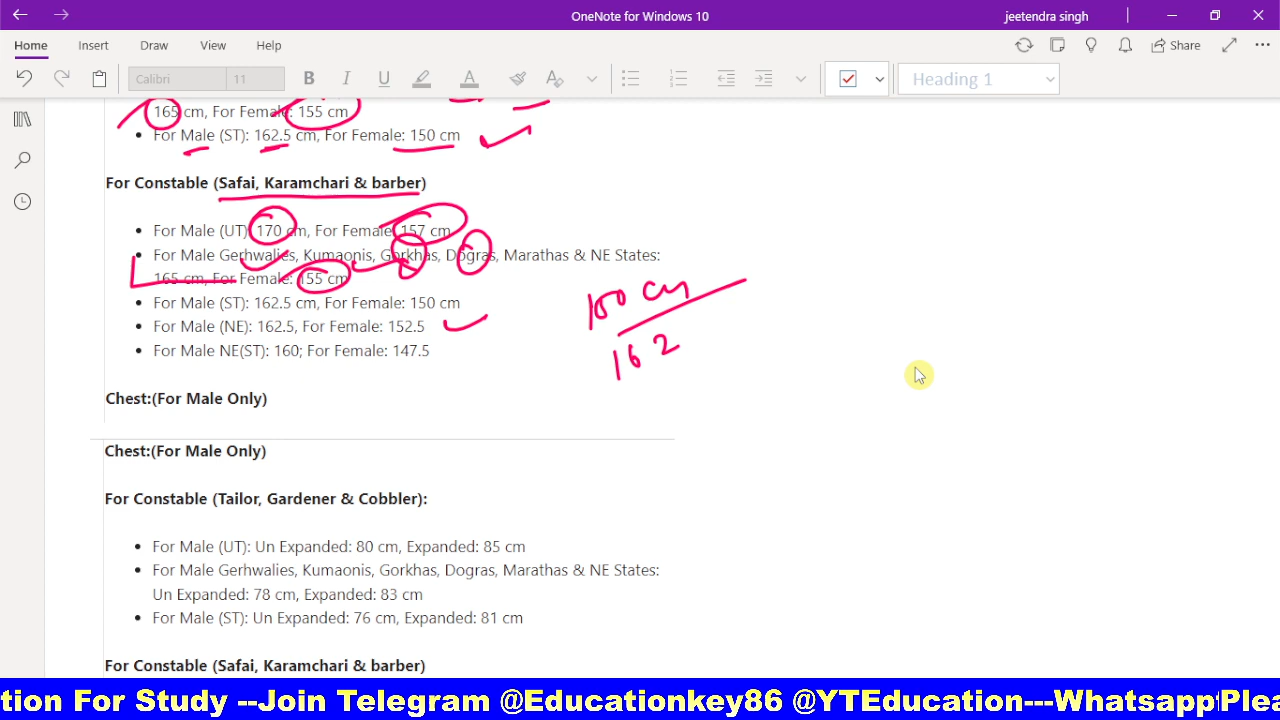 OneNote for Windows 10
jeetendra singh
Home Insert Draw View Help
Share
Calibri 11 B I U A Heading 1
165 cm, For Female: 155 cm
For Male (ST): 162.5 cm, For Female: 150 cm
For Constable (Safai, Karamchari & barber)
For Male (UT): 170 cm, For Female: 157 cm
For Male Gerhwalies, Kumaonis, Gorkhas, Dogras, Marathas & NE States:
165 cm, For Female: 155 cm
For Male (ST): 162.5 cm, For Female: 150 cm
For Male (NE): 162.5, For Female: 152.5
For Male NE(ST): 160; For Female: 147.5
150 cm
162
Chest:(For Male Only)
Chest:(For Male Only)
For Constable (Tailor, Gardener & Cobbler):
For Male (UT): Un Expanded: 80 cm, Expanded: 85 cm
For Male Gerhwalies, Kumaonis, Gorkhas, Dogras, Marathas & NE States:
Un Expanded: 78 cm, Expanded: 83 cm
For Male (ST): Un Expanded: 76 cm, Expanded: 81 cm
For Constable (Safai, Karamchari & barber)
tion For Study --Join Telegram @Educationkey86 @YTEducation---Whatsapp Plea